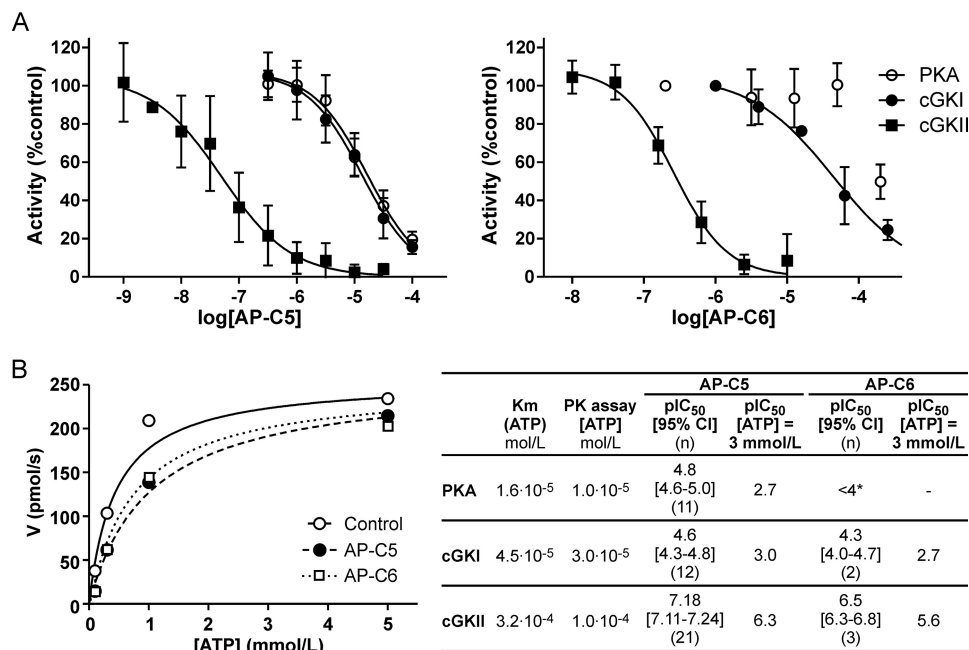 A
120
100
80
60
40
20
0
Activity (%control)
-9 -8 -7 -6 -5 -4
log[AP-C5]
120
100
80
60
40
20
0
Activity (%control)
-8 -7 -6 -5 -4
log[AP-C6]
PKA
cGKI
cGKII
B
250
200
150
100
50
0
V (pmol/s)
0 1 2 3 4 5
[ATP] (mmol/L)
Control
AP-C5
AP-C6
AP-C5 AP-C6
Km PK assay pIC50 pIC50 pIC50 pIC50
(ATP) [ATP] [95% CI] [ATP] = [95% CI] [ATP] =
mol/L mol/L (n) 3 mmol/L (n) 3 mmol/L
4.8
PKA 1.6·10-5 1.0·10-5 [4.6-5.0] 2.7 <4* -
(11)
4.6 4.3
cGKI 4.5·10-5 3.0·10-5 [4.3-4.8] 3.0 [4.0-4.7] 2.7
(12) (2)
7.18 6.5
cGKII 3.2·10-4 1.0·10-4 [7.11-7.24] 6.3 [6.3-6.8] 5.6
(21) (3)